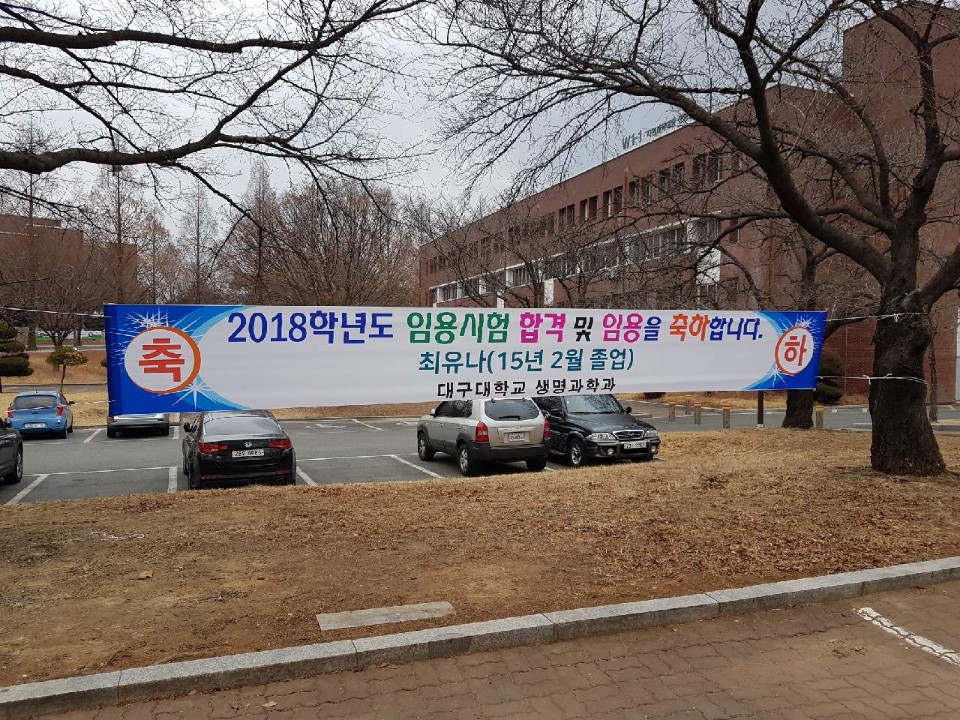 W1-1
축
2018학년도 임용시험 합격 및 임용을 축하합니다.
최유나(15년 2월 졸업)
대구대학교 생명과학과
하